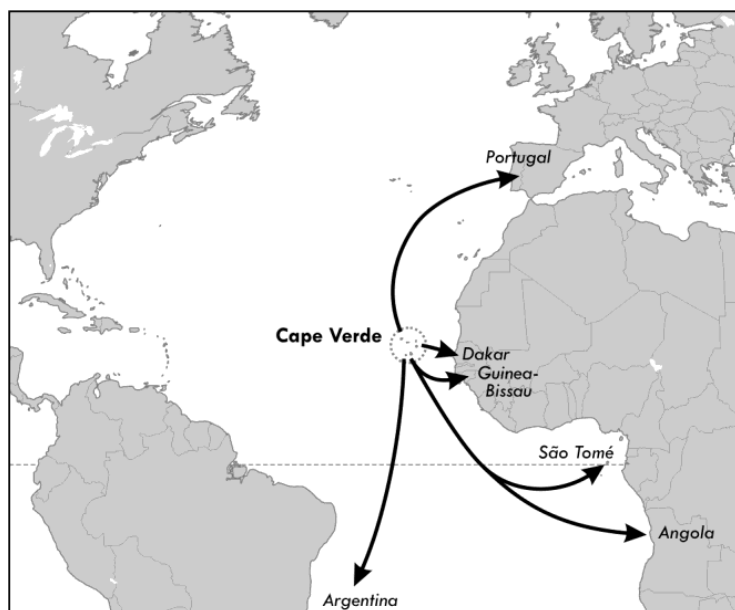 Portugal
Cape Verde
Dakar
Guinea-
Bissau
São Tomé
Angola
Argentina